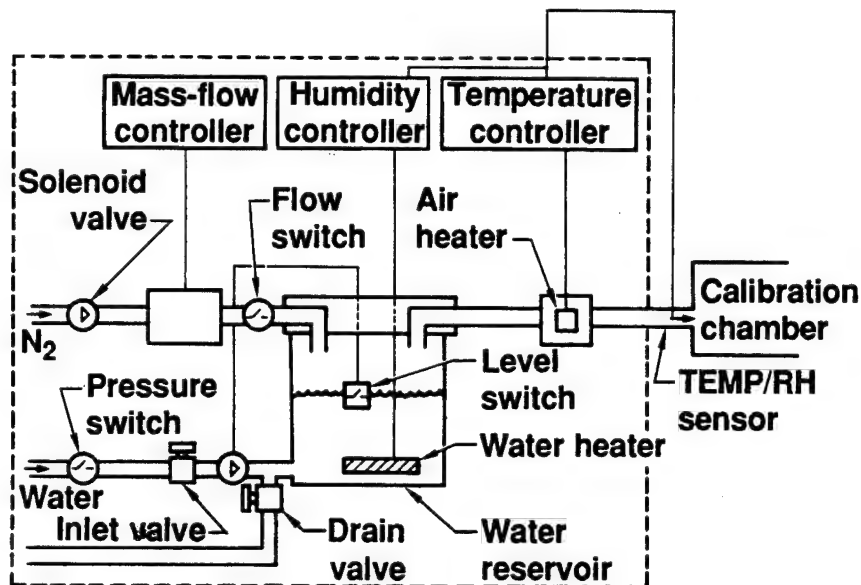 Mass-flow
controller
Humidity
controller
Temperature
controller
Solenoid
valve
Flow
switch
Air
heater
N2
Calibration
chamber
Level
switch
TEMP/RH
sensor
Pressure
switch
Water heater
Water
Inlet valve
Drain
valve
Water
reservoir